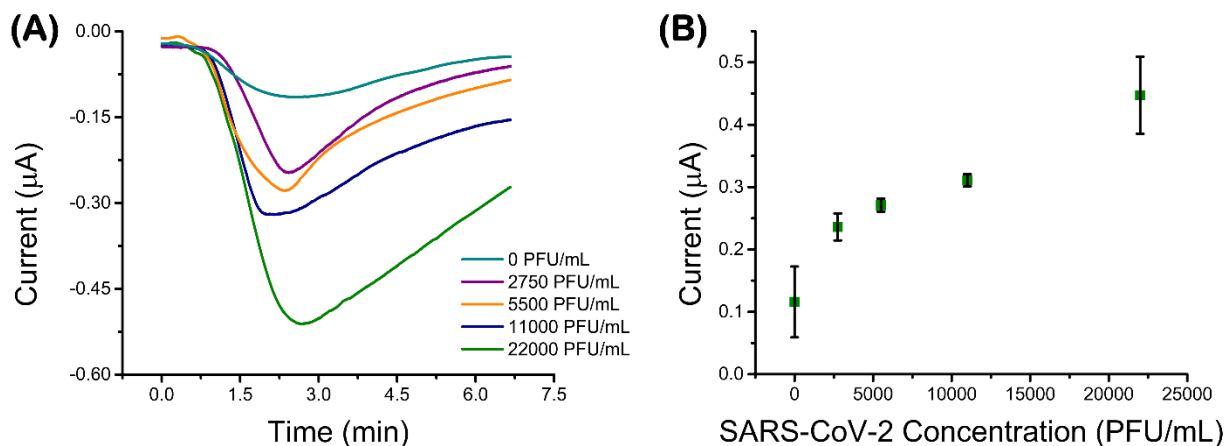 (A)
0.00
-0.15
-0.30
-0.45
-0.60
Current (μA)
0.0 1.5 3.0 4.5 6.0 7.5
Time (min)
0 PFU/mL
2750 PFU/mL
5500 PFU/mL
11000 PFU/mL
22000 PFU/mL
(B)
0.5
0.4
0.3
0.2
0.1
0.0
Current (μA)
0 5000 10000 15000 20000 25000
SARS-CoV-2 Concentration (PFU/mL)